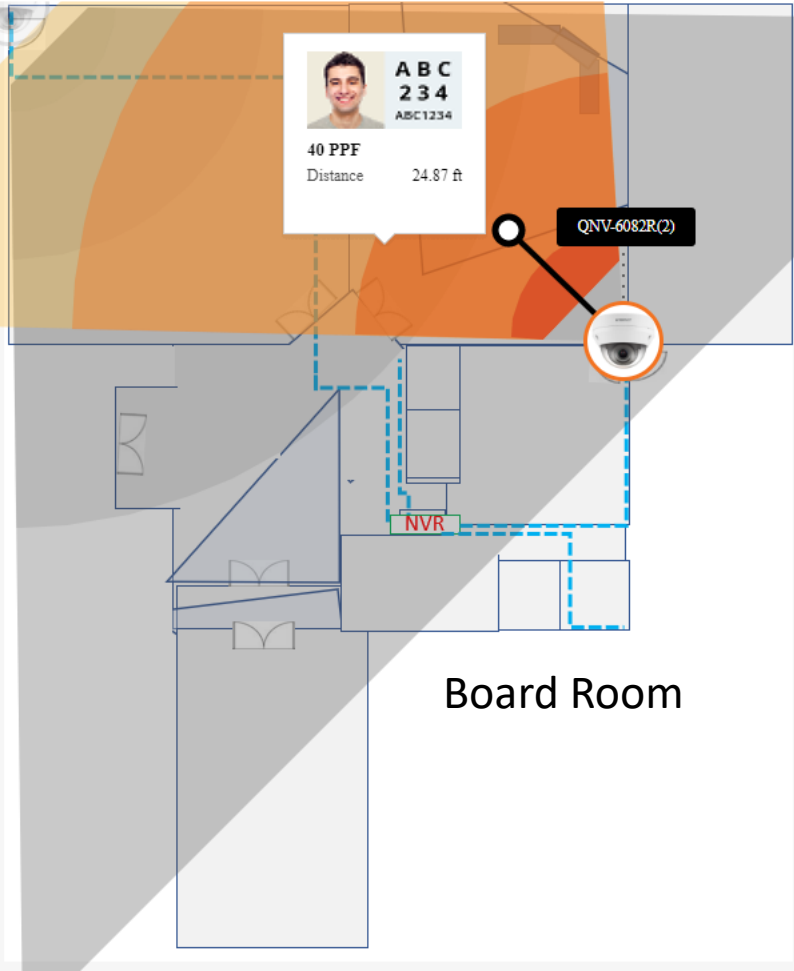 A B C
2 3 4
ABC1234
40 PPF
Distance 24.87 ft
QNV-6082R(2)
NVR
Board Room